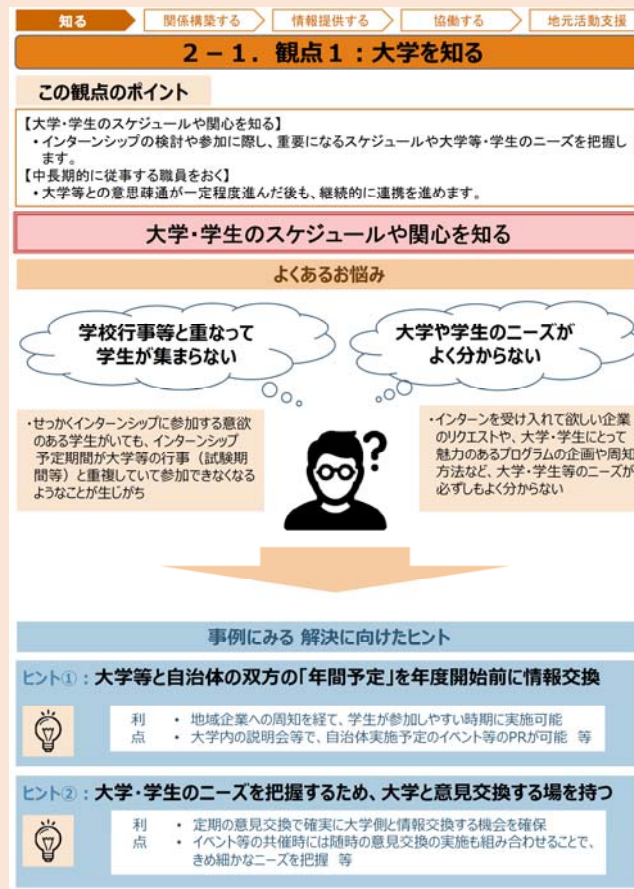 知る
関係構築する
情報提供する
協働する
地元活動支援
２－１．観点１：大学を知る
この観点のポイント
【大学・学生のスケジュールや関心を知る】
・インターンシップの検討や参加に際し、重要になるスケジュールや大学等・学生のニーズを把握し
ます。
【中長期的に従事する職員をおく】
・大学等との意思疎通が一定程度進んだ後も、継続的に連携を進めます。
大学・学生のスケジュールや関心を知る
よくあるお悩み
学校行事等と重なって
学生が集まらない
大学や学生のニーズが
よく分からない
・せっかくインターンシップに参加する意欲
のある学生がいても、インターンシップ
予定期間が大学等の行事（試験期
間等）と重複していて参加できなくなる
ようなことが生じがち
・インターンを受け入れて欲しい企業
のリクエストや、大学・学生にとって
魅力のあるプログラムの企画や周知
方法など、大学・学生等のニーズが
必ずしもよく分からない
?
事例にみる 解決に向けたヒント
ヒント①：大学等と自治体の双方の「年間予定」を年度開始前に情報交換
利点
・ 地域企業への周知を経て、学生が参加しやすい時期に実施可能
・ 大学内の説明会等で、自治体実施予定のイベント等のPRが可能 等
ヒント②：大学・学生のニーズを把握するため、大学と意見交換する場を持つ
利点
・ 定期の意見交換で確実に大学側と情報交換する機会を確保
・ イベント等の共催時には随時の意見交換の実施も組み合わせることで、
きめ細かなニーズを把握 等